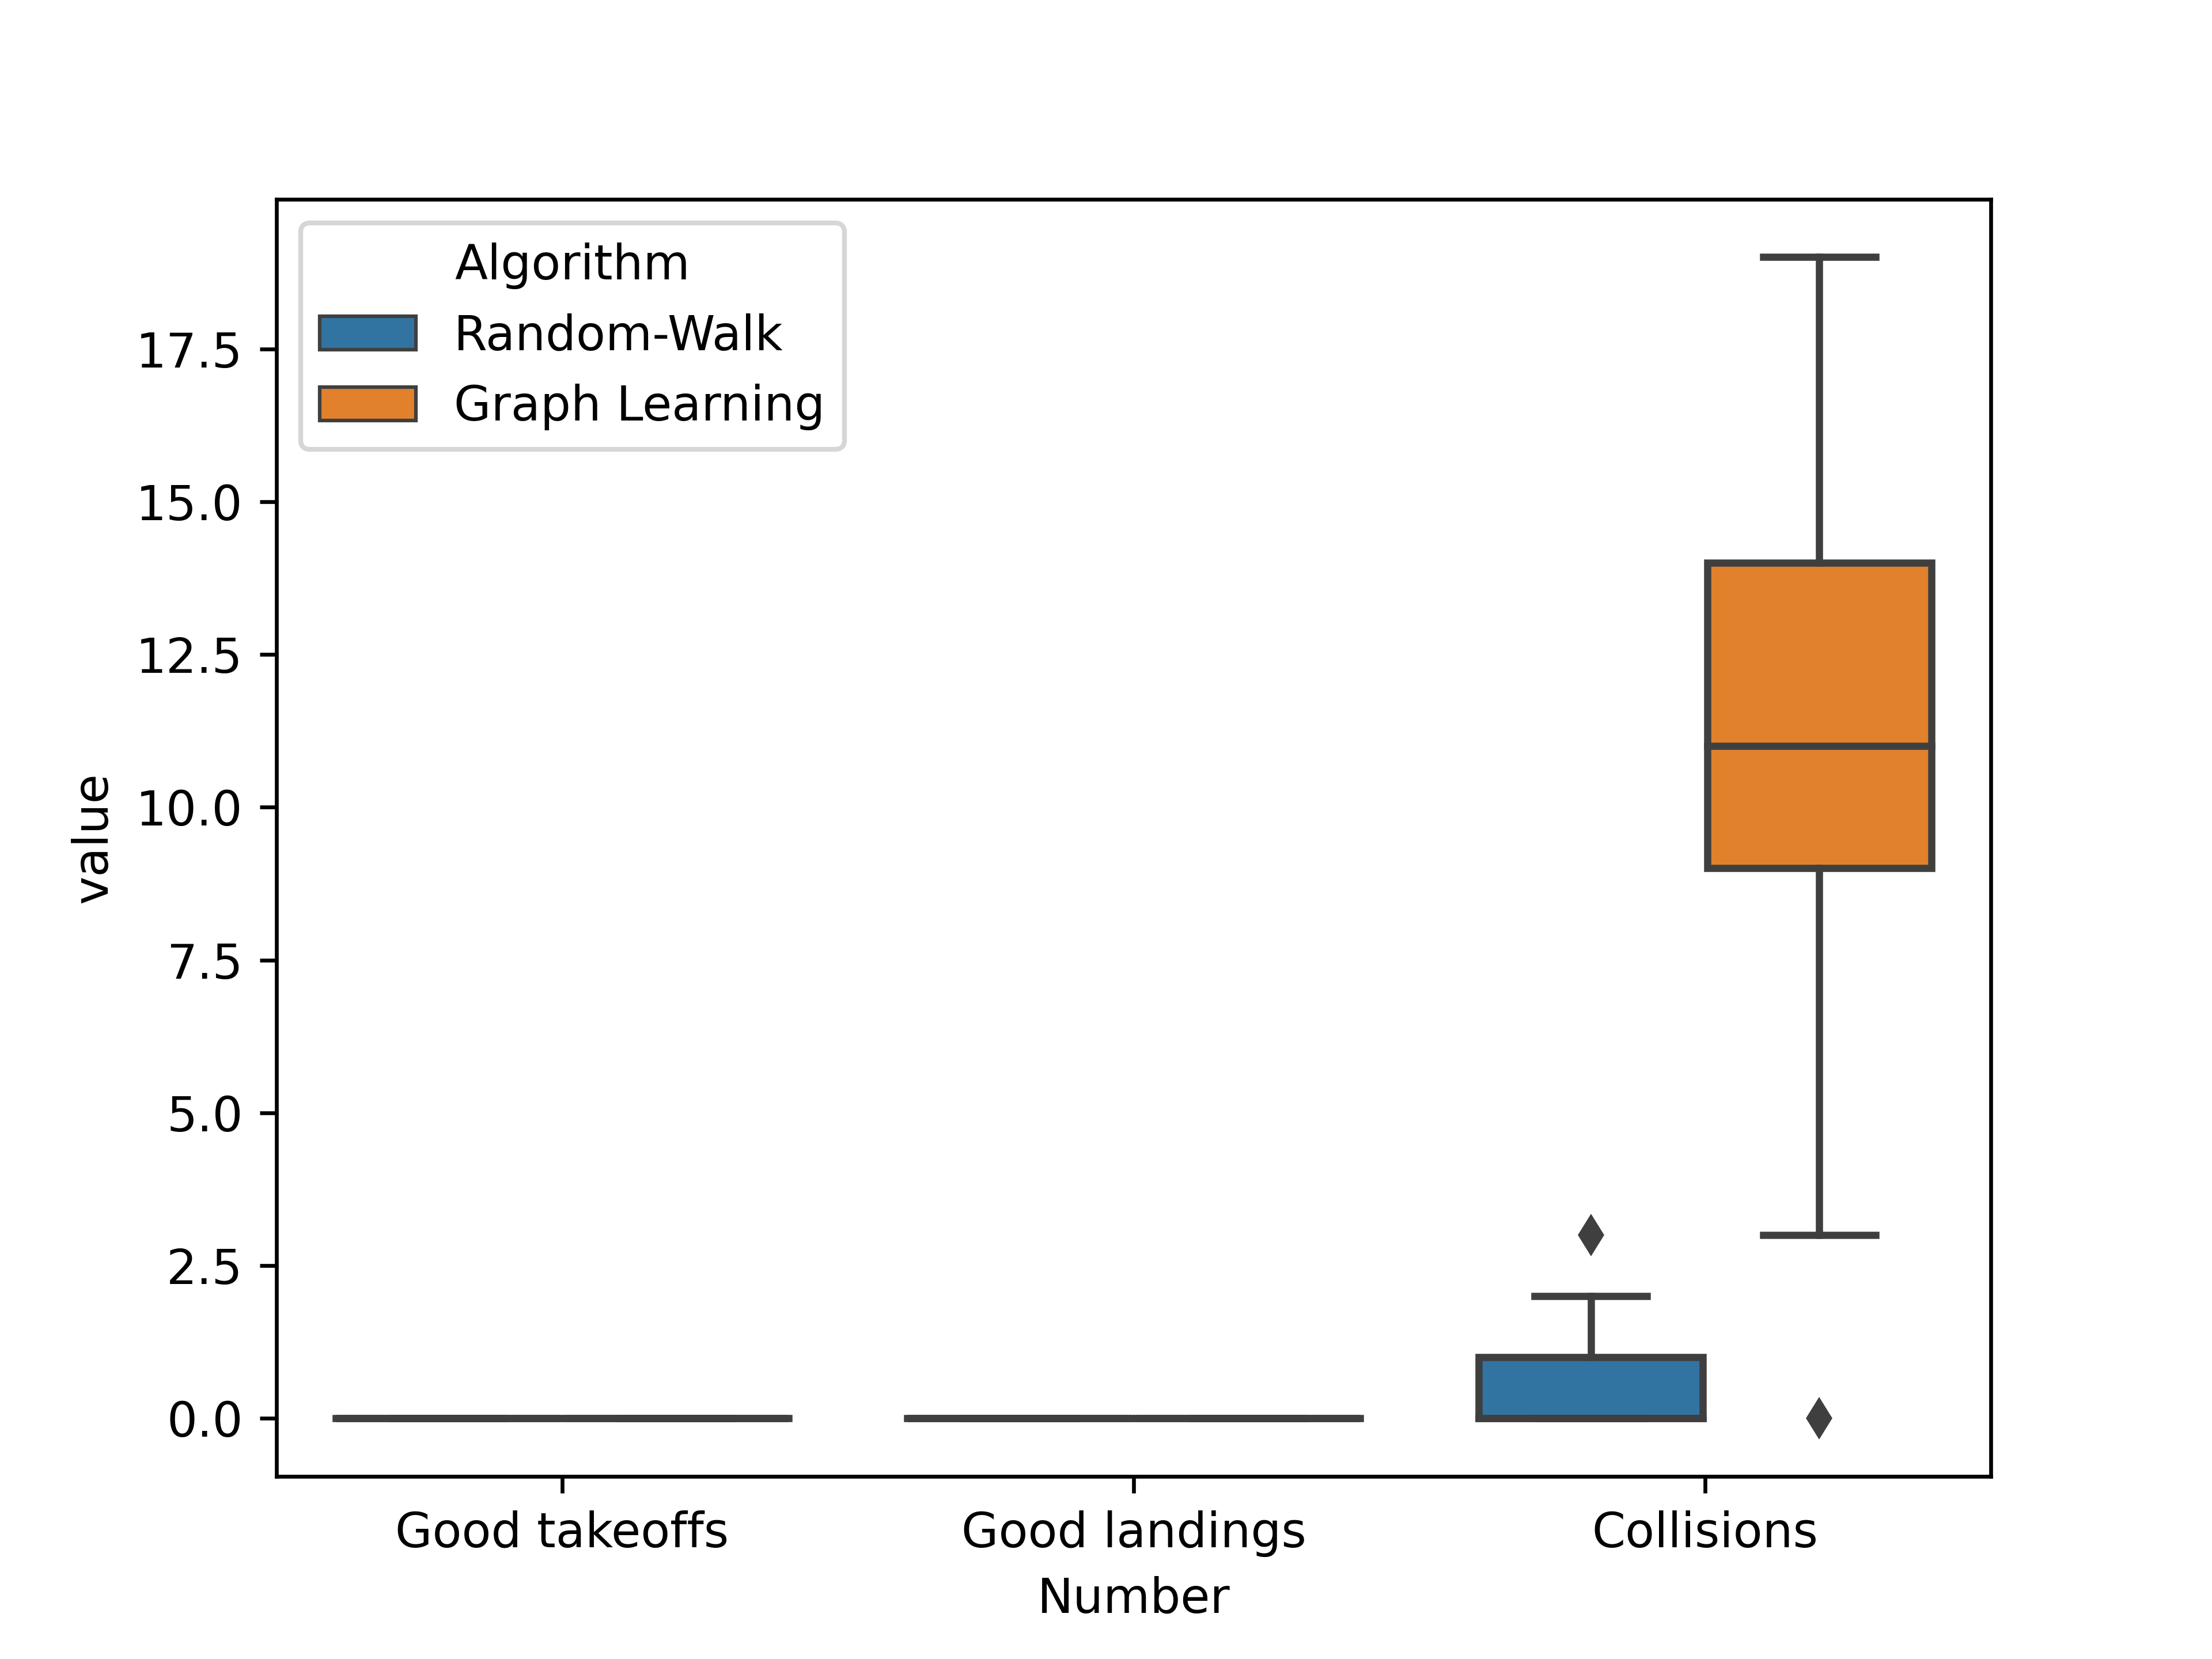 Algorithm
Random-Walk
Graph Learning
17.5
15.0
12.5
10.0
7.5
5.0
2.5
0.0
value
Good takeoffs
Good landings
Collisions
Number